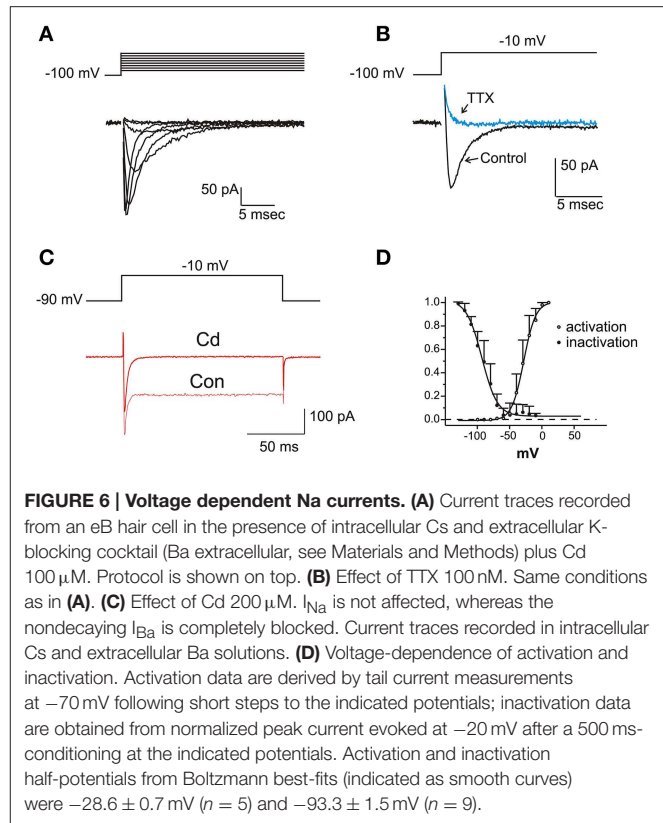 A
-100 mV
50 pA
5 msec
B
-10 mV
-100 mV
TTX
Control
50 pA
5 msec
C
-10 mV
-90 mV
Cd
Con
100 pA
50 ms
D
1.0
0.8
0.6
0.4
0.2
0.0
-100
-50
0
50
mV
activation
inactivation
FIGURE 6 | Voltage dependent Na currents. (A) Current traces recorded
from an eB hair cell in the presence of intracellular Cs and extracellular K-
blocking cocktail (Ba extracellular, see Materials and Methods) plus Cd
100 μM. Protocol is shown on top. (B) Effect of TTX 100 nM. Same conditions
as in (A). (C) Effect of Cd 200 μM. INa is not affected, whereas the
nondecaying IBa is completely blocked. Current traces recorded in intracellular
Cs and extracellular Ba solutions. (D) Voltage-dependence of activation and
inactivation. Activation data are derived by tail current measurements
at −70 mV following short steps to the indicated potentials; inactivation data
are obtained from normalized peak current evoked at −20 mV after a 500 ms-
conditioning at the indicated potentials. Activation and inactivation
half-potentials from Boltzmann best-fits (indicated as smooth curves)
were −28.6 ± 0.7 mV (n = 5) and −93.3 ± 1.5 mV (n = 9).